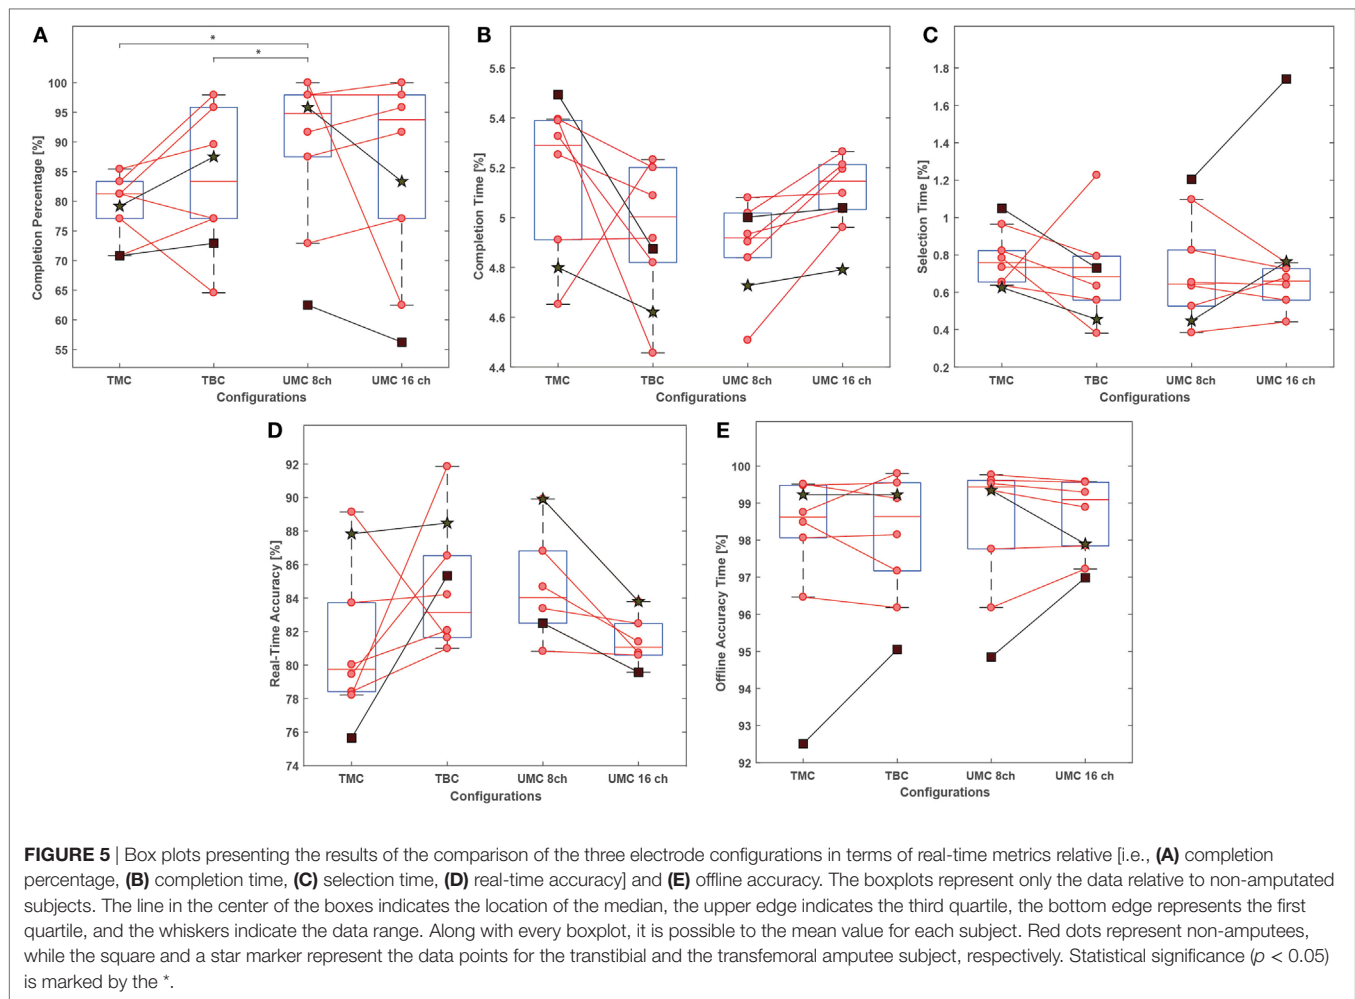 A
*
*
Completion Percentage [%]
100
95
90
85
80
75
70
65
60
55
TMC
TBC
UMC 8ch
UMC 16 ch
Configurations
B
Completion Time [%]
5.6
5.4
5.2
5
4.8
4.6
4.4
TMC
TBC
UMC 8ch
UMC 16 ch
Configurations
C
Selection Time [%]
1.8
1.6
1.4
1.2
1
0.8
0.6
0.4
0.2
TMC
TBC
UMC 8ch
UMC 16 ch
Configurations
D
Real-Time Accuracy [%]
92
90
88
86
84
82
80
78
76
74
TMC
TBC
UMC 8ch
UMC 16 ch
Configurations
E
Offline Accuracy Time [%]
100
99
98
97
96
95
94
93
92
TMC
TBC
UMC 8ch
UMC 16 ch
Configurations
FIGURE 5 | Box plots presenting the results of the comparison of the three electrode configurations in terms of real-time metrics relative [i.e., (A) completion
percentage, (B) completion time, (C) selection time, (D) real-time accuracy] and (E) offline accuracy. The boxplots represent only the data relative to non-amputated
subjects. The line in the center of the boxes indicates the location of the median, the upper edge indicates the third quartile, the bottom edge represents the first
quartile, and the whiskers indicate the data range. Along with every boxplot, it is possible to the mean value for each subject. Red dots represent non-amputees,
while the square and a star marker represent the data points for the transtibial and the transfemoral amputee subject, respectively. Statistical significance (p < 0.05)
is marked by the *.